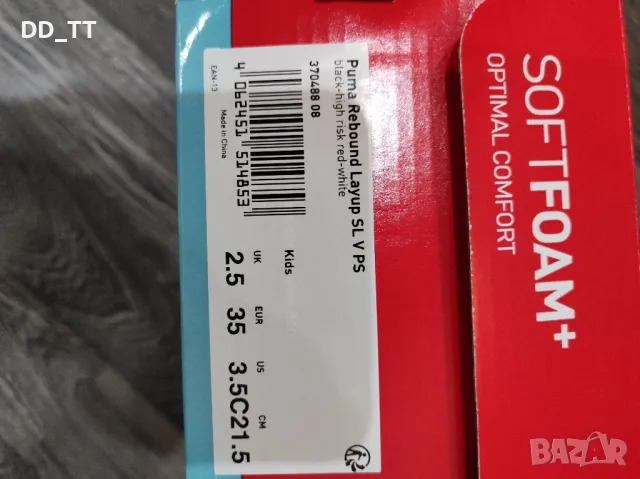 DD_TT
Puma Rebound Layup SL V PS
black-high risk red-white
370488 08
EAN-13
4 062451 514853
Made in China
Kids
UK EUR US CM
2.5 35 3.5C 21.5
SOFTFOAM+
OPTIMAL COMFORT
BAZAR